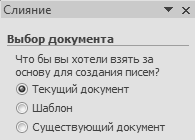 Слияние
Выбор документа
Что бы вы хотели взять за
основу для создания писем?
Текущий документ
Шаблон
Существующий документ